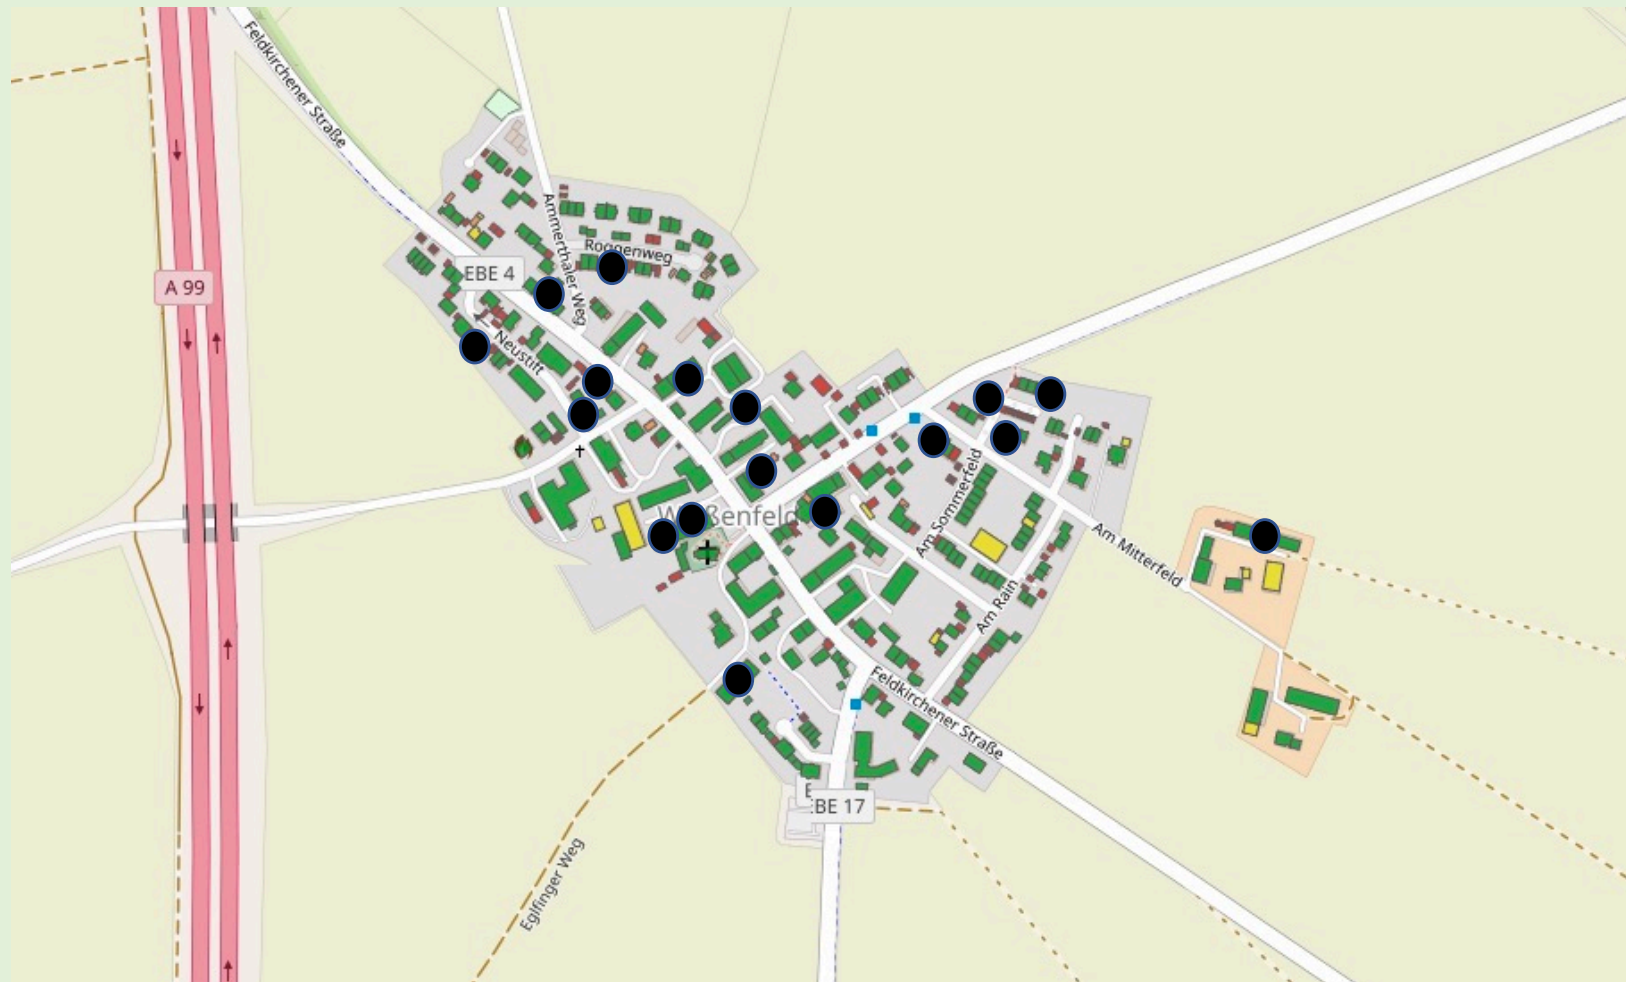 Feldkirchener Straße
Ammerthaler Weg
Roggenweg
EBE 4
A 99
Neustift
Am Sommerfeld
Am Mitterfeld
Am Rain
Feldkirchener Straße
EBE 17
Eglfinger Weg